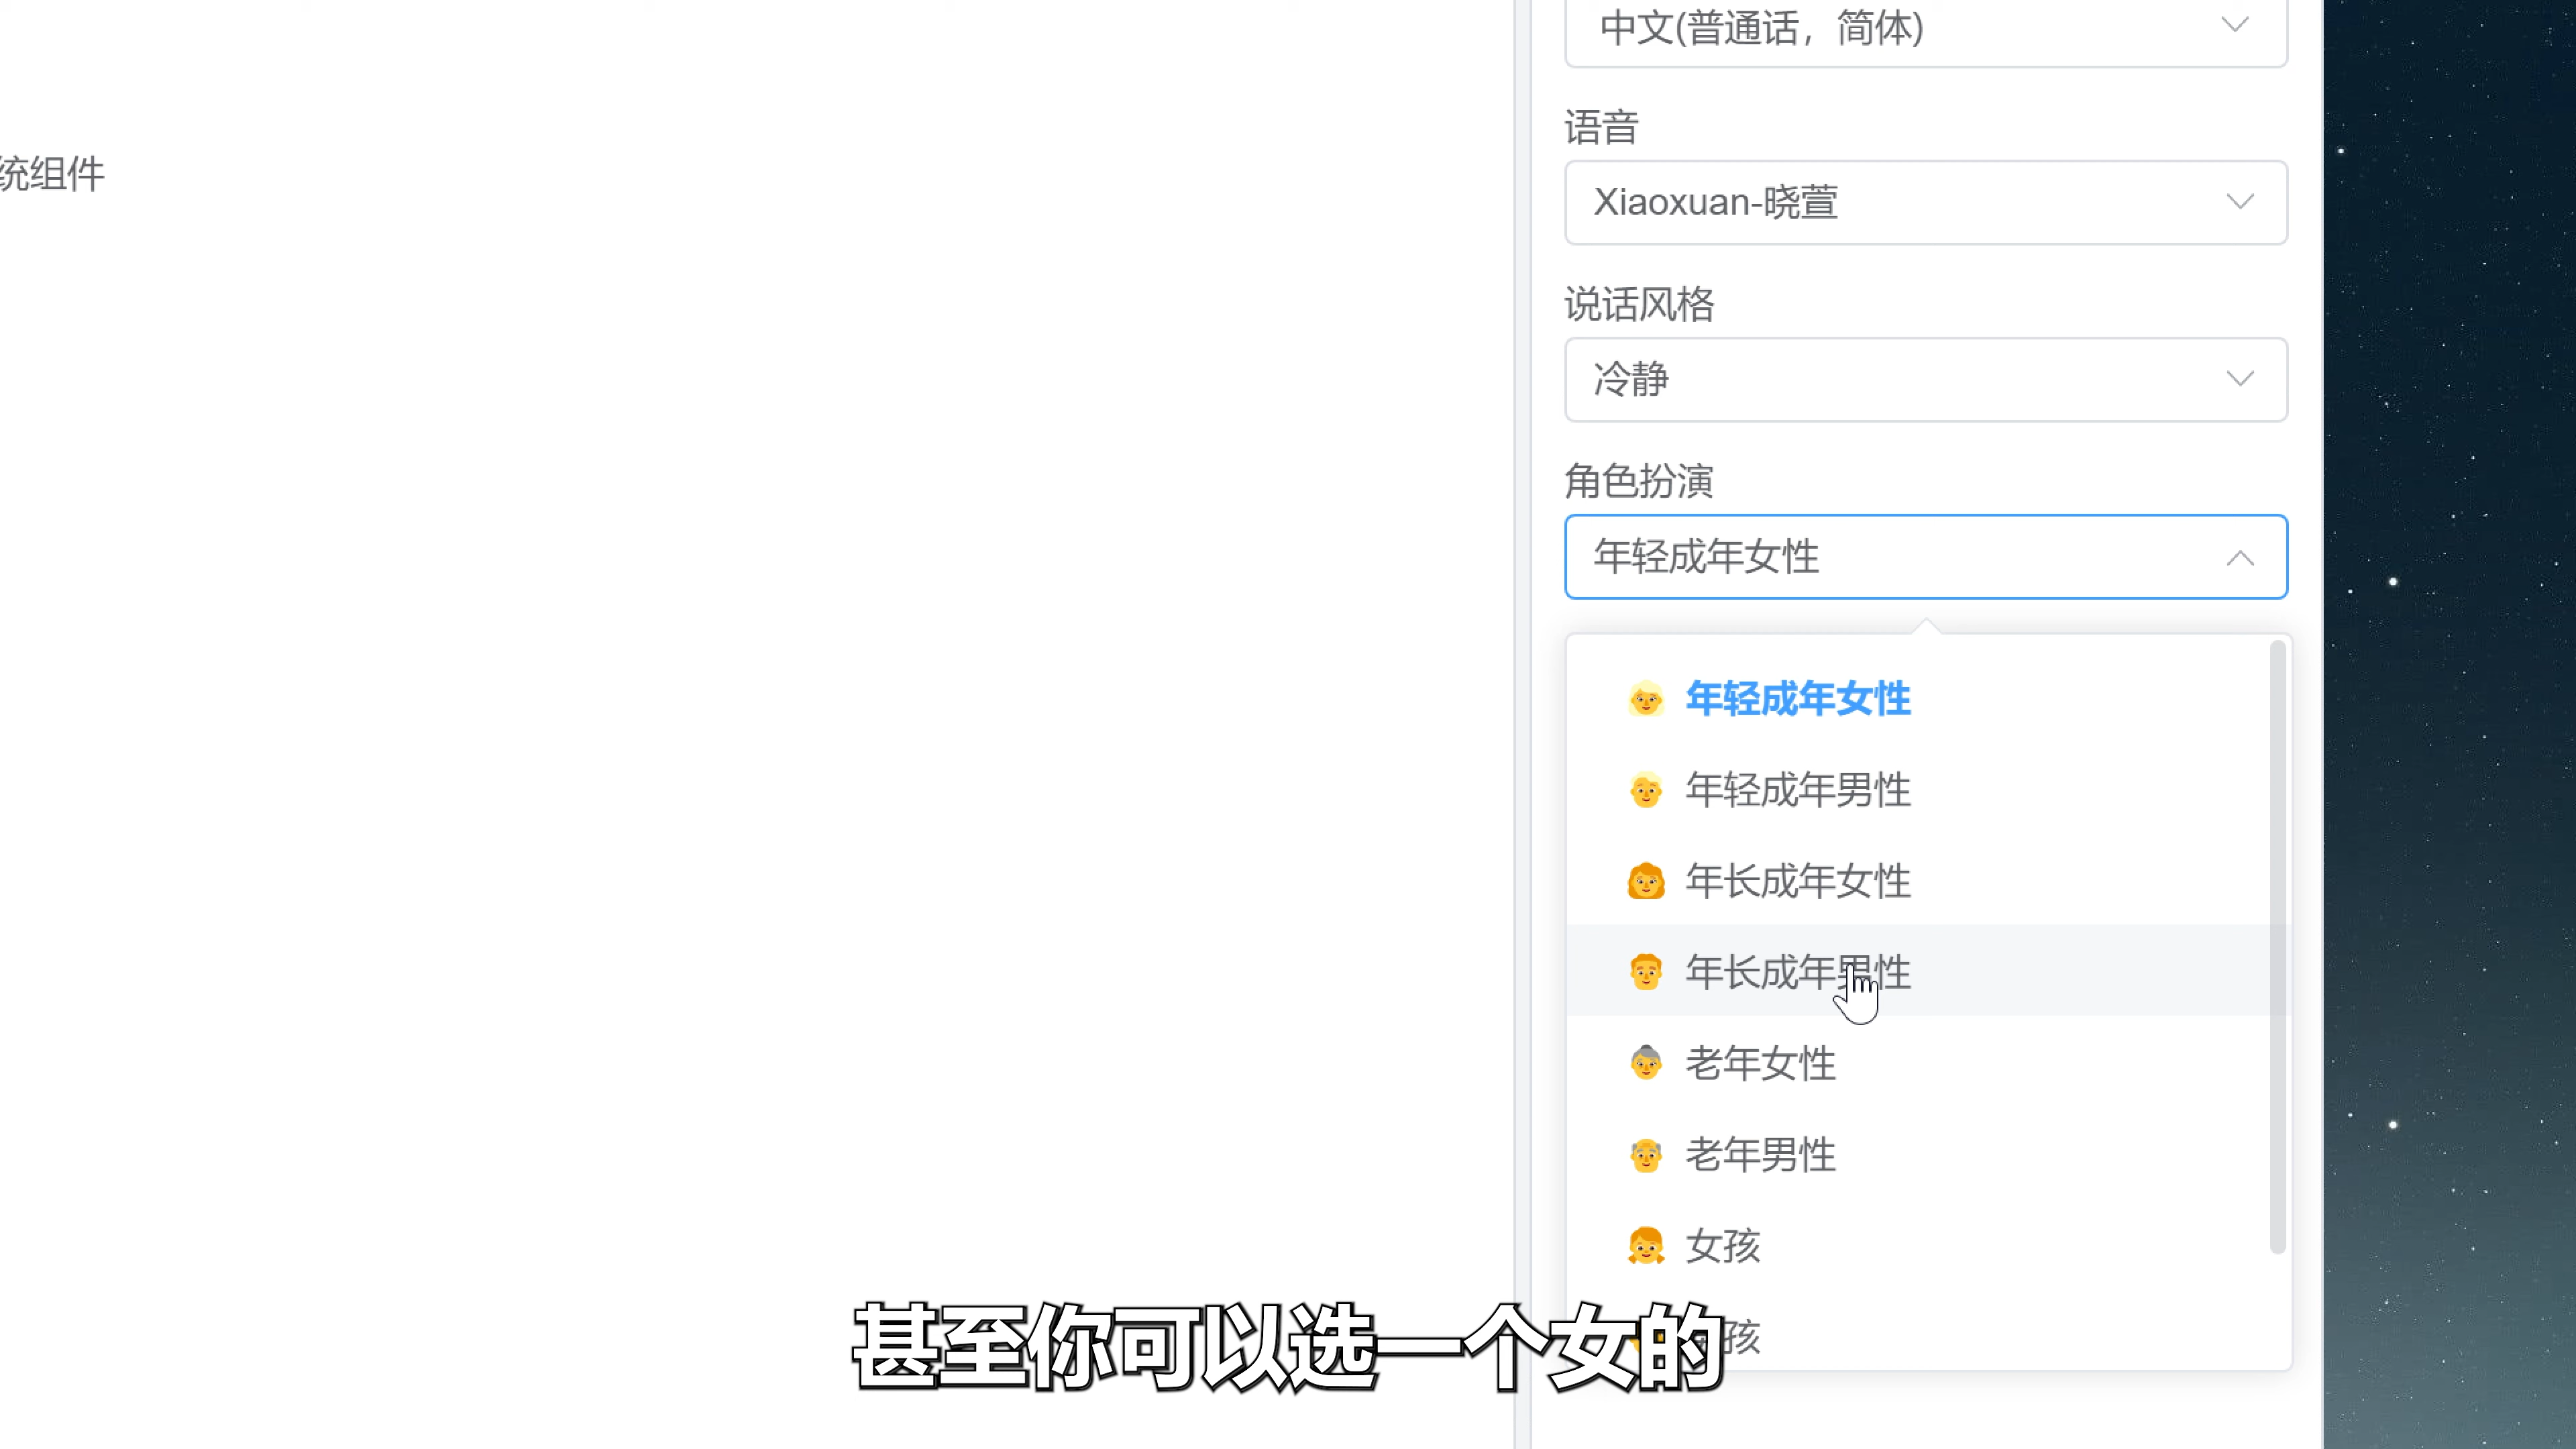 中文(普通话，简体)
语音
统组件
Xiaoxuan-晓萱
说话风格
冷静
角色扮演
年轻成年女性
年轻成年女性
年轻成年男性
年长成年女性
年长成年男性
老年女性
老年男性
女孩
孩
甚至你可以选一个女的